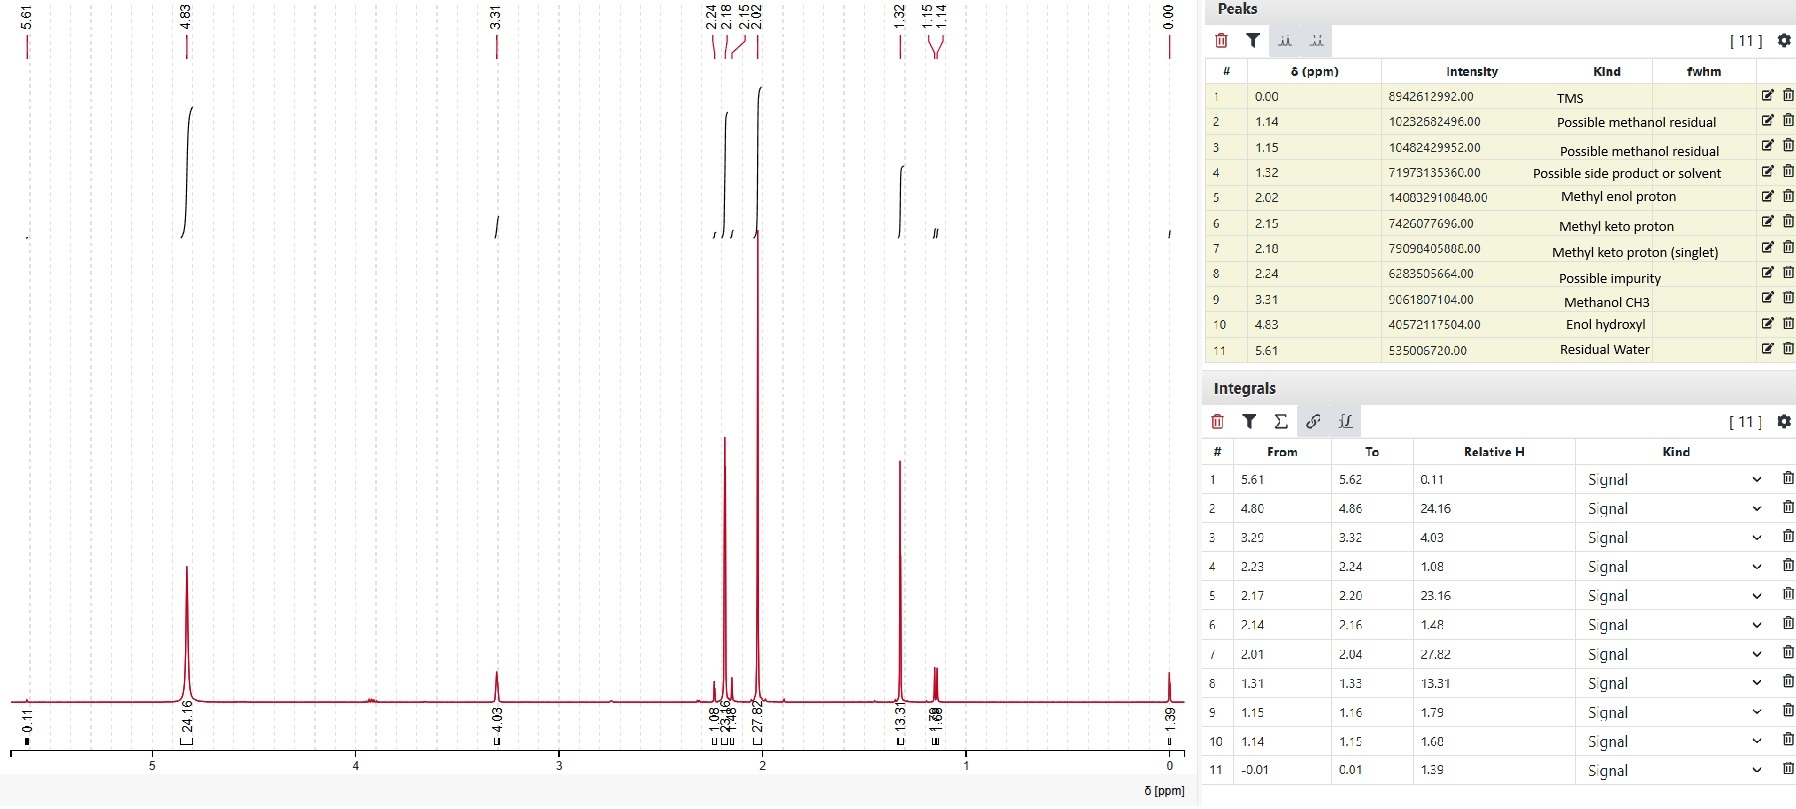 5.61 4.83 3.31 2.24 2.18 2.15 2.02 1.32 1.15 1.14 0.00
0.11 24.16 4.03 1.08 23.16 1.48 27.82 13.31 1.79 1.68 1.39
5 4 3 2 1 0
δ [ppm]
Peaks
[ 11 ]
# δ (ppm) Intensity Kind fwhm
1 0.00 8942612992.00 TMS
2 1.14 10232682496.00 Possible methanol residual
3 1.15 10482429952.00 Possible methanol residual
4 1.32 71973135360.00 Possible side product or solvent
5 2.02 140832910848.00 Methyl enol proton
6 2.15 7426077696.00 Methyl keto proton
7 2.18 79098405888.00 Methyl keto proton (singlet)
8 2.24 6283505664.00 Possible impurity
9 3.31 9061807104.00 Methanol CH3
10 4.83 40572117504.00 Enol hydroxyl
11 5.61 535006720.00 Residual Water
Integrals
[ 11 ]
# From To Relative H Kind
1 5.61 5.62 0.11 Signal
2 4.80 4.86 24.16 Signal
3 3.29 3.32 4.03 Signal
4 2.23 2.24 1.08 Signal
5 2.17 2.20 23.16 Signal
6 2.14 2.16 1.48 Signal
7 2.01 2.04 27.82 Signal
8 1.31 1.33 13.31 Signal
9 1.15 1.16 1.79 Signal
10 1.14 1.15 1.68 Signal
11 -0.01 0.01 1.39 Signal